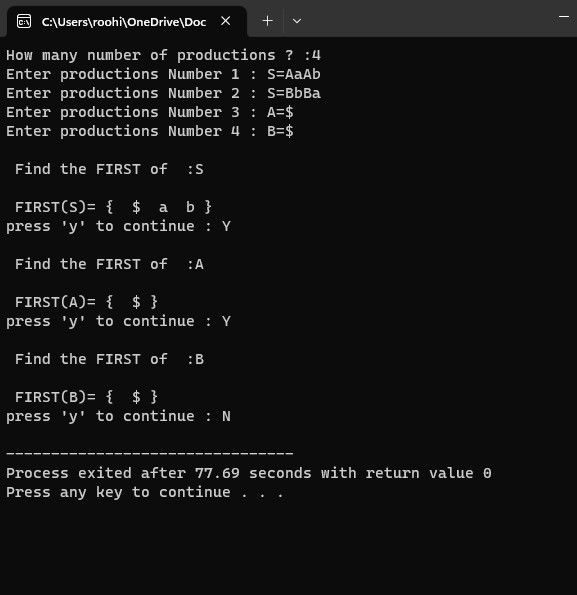 C:\Users\roohi\OneDrive\Doc
How many number of productions ? :4
Enter productions Number 1 : S=AaAb
Enter productions Number 2 : S=BbBa
Enter productions Number 3 : A=$
Enter productions Number 4 : B=$
Find the FIRST of  :S
FIRST(S)= {  $  a  b }
press 'y' to continue : Y
Find the FIRST of  :A
FIRST(A)= {  $ }
press 'y' to continue : Y
Find the FIRST of  :B
FIRST(B)= {  $ }
press 'y' to continue : N
--------------------------------
Process exited after 77.69 seconds with return value 0
Press any key to continue . . .